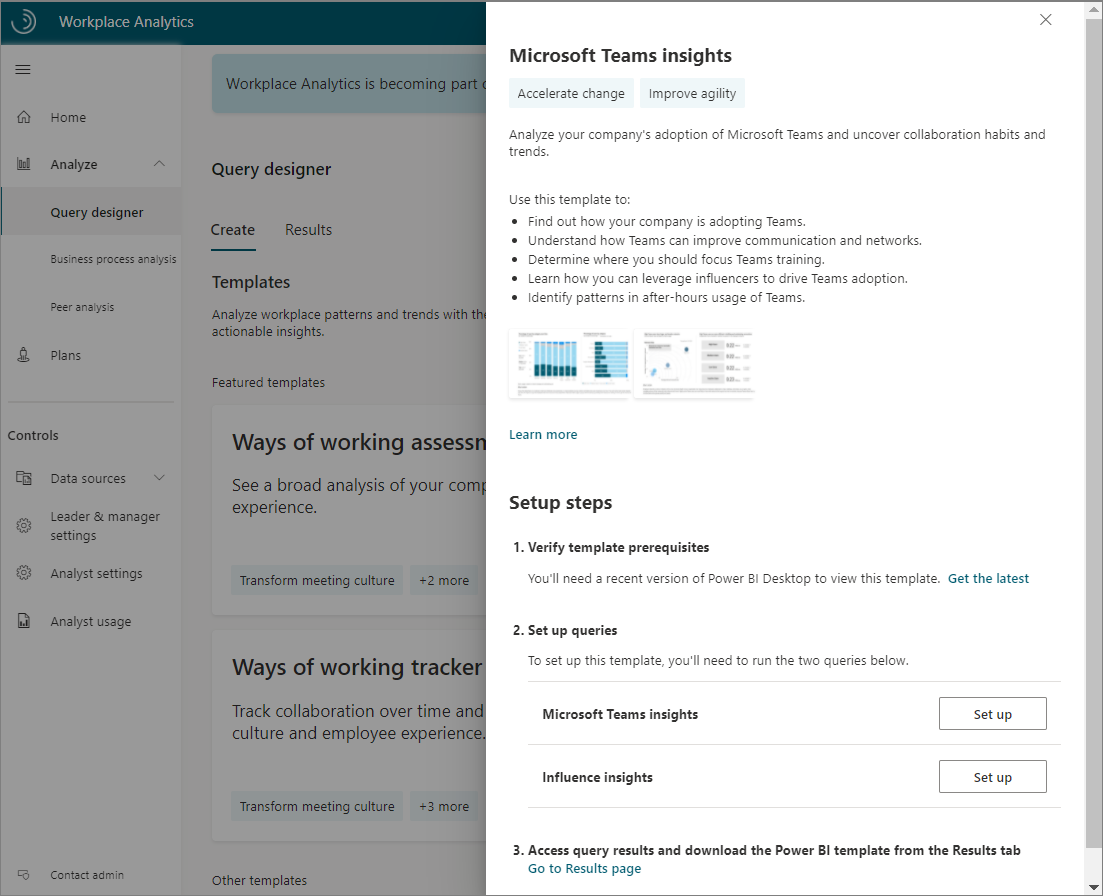 Workplace Analytics
Home
Analyze
Query designer
Business process analysis
Peer analysis
Plans
Controls
Data sources
Leader & manager
settings
Analyst settings
Analyst usage
Contact admin
Workplace Analytics is becoming part
Query designer
Create
Results
Templates
Analyze workplace patterns and trends with the
actionable insights.
Featured templates
Ways of working assessm
See a broad analysis of your comp
experience.
Transform meeting culture
+2 more
Ways of working tracker
Track collaboration over time and
culture and employee experience.
Transform meeting culture
+3 more
Other templates
Microsoft Teams insights
Accelerate change
Improve agility
Analyze your company's adoption of Microsoft Teams and uncover collaboration habits and
trends.
Use this template to:
• Find out how your company is adopting Teams.
• Understand how Teams can improve communication and networks.
• Determine where you should focus Teams training.
• Learn how you can leverage influencers to drive Teams adoption.
• Identify patterns in after-hours usage of Teams.
Learn more
Setup steps
1. Verify template prerequisites
You'll need a recent version of Power BI Desktop to view this template. Get the latest
2. Set up queries
To set up this template, you'll need to run the two queries below.
Microsoft Teams insights
Set up
Influence insights
Set up
3. Access query results and download the Power BI template from the Results tab
Go to Results page